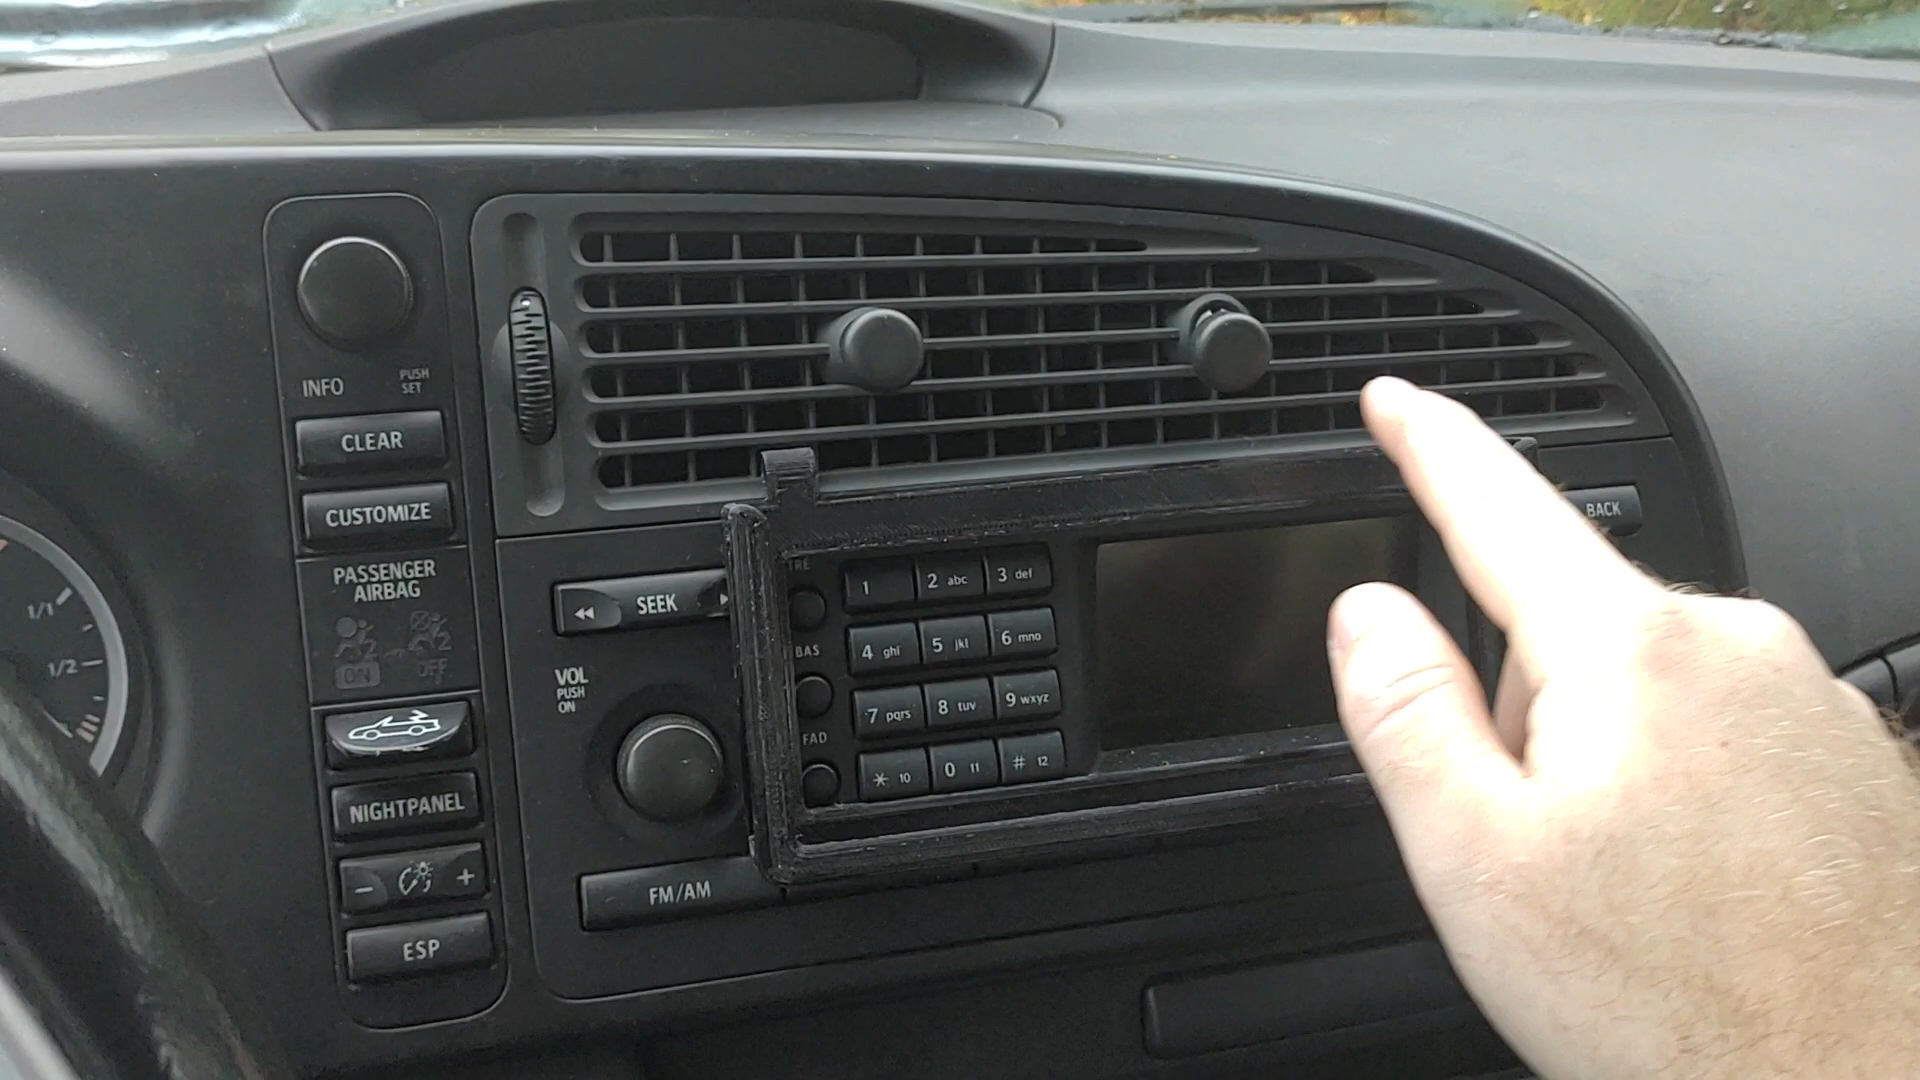 INFO
PUSH
SET
CLEAR
CUSTOMIZE
PASSENGER
AIRBAG
ON
OFF
NIGHTPANEL
- +
ESP
1/1
1/2
SEEK
VOL
PUSH
ON
FM/AM
TRE
BAS
FAD
1 2 abc 3 def
4 ghi 5 jkl 6 mno
7 pqrs 8 tuv 9 wxyz
* 10 0 11 # 12
BACK